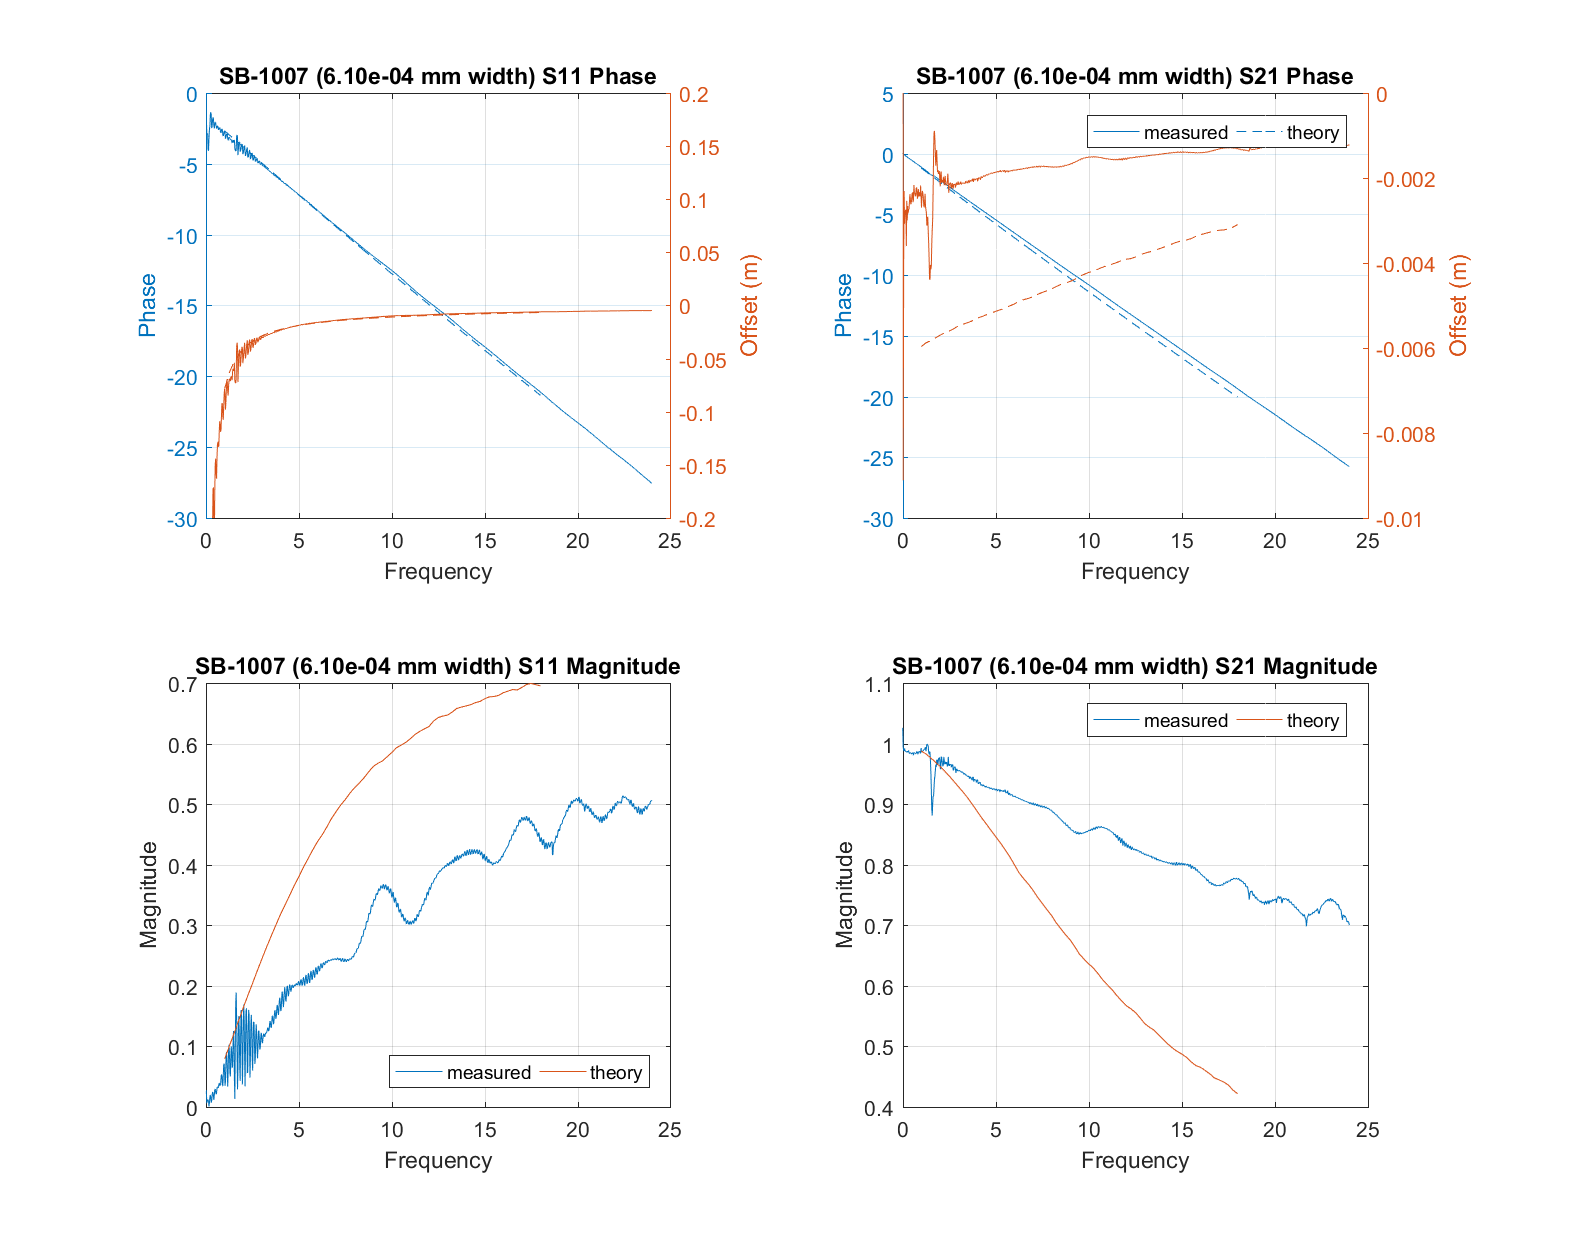 SB-1007 (6.10e-04 mm width) S11 Phase
0
-5
-10
-15
-20
-25
-30
Phase
0.2
0.15
0.1
0.05
0
-0.05
-0.1
-0.15
-0.2
Offset (m)
0 5 10 15 20 25
Frequency
SB-1007 (6.10e-04 mm width) S21 Phase
measured theory
5
0
-5
-10
-15
-20
-25
-30
Phase
0
-0.002
-0.004
-0.006
-0.008
-0.01
Offset (m)
0 5 10 15 20 25
Frequency
SB-1007 (6.10e-04 mm width) S11 Magnitude
0.7
0.6
0.5
0.4
0.3
0.2
0.1
0
Magnitude
measured theory
0 5 10 15 20 25
Frequency
SB-1007 (6.10e-04 mm width) S21 Magnitude
measured theory
1.1
1
0.9
0.8
0.7
0.6
0.5
0.4
Magnitude
0 5 10 15 20 25
Frequency